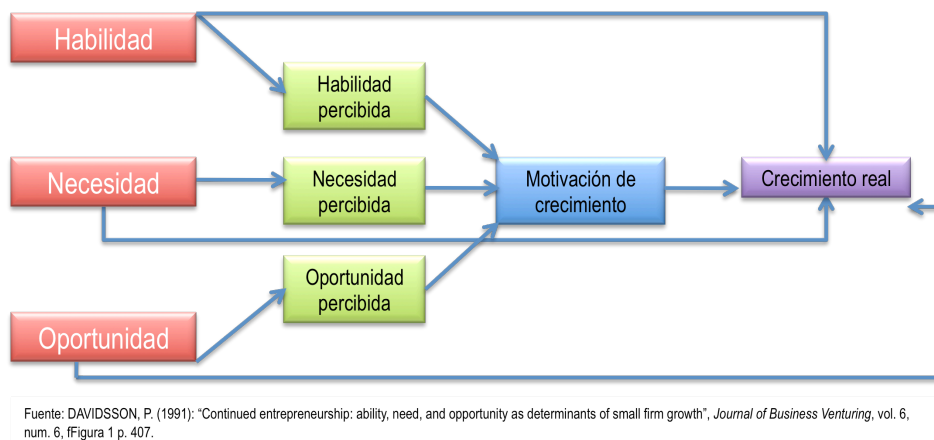 Habilidad
Habilidad
percibida
Necesidad
Necesidad
percibida
Motivación de
crecimiento
Crecimiento real
Oportunidad
percibida
Oportunidad
Fuente: DAVIDSSON, P. (1991): “Continued entrepreneurship: ability, need, and opportunity as determinants of small firm growth”, Journal of Business Venturing, vol. 6,
num. 6, fFigura 1 p. 407.